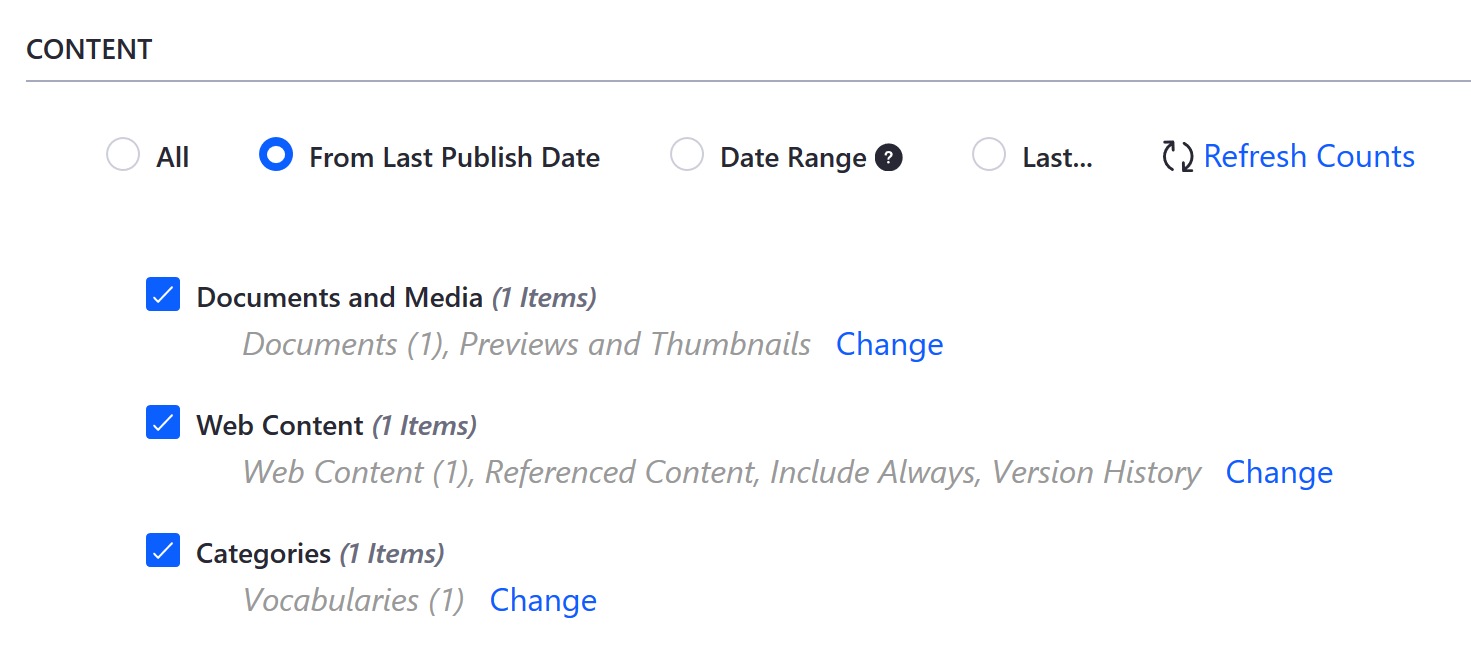 CONTENT
All From Last Publish Date Date Range ? Last... Refresh Counts
Documents and Media (1 Items)
Documents (1), Previews and Thumbnails Change
Web Content (1 Items)
Web Content (1), Referenced Content, Include Always, Version History Change
Categories (1 Items)
Vocabularies (1) Change